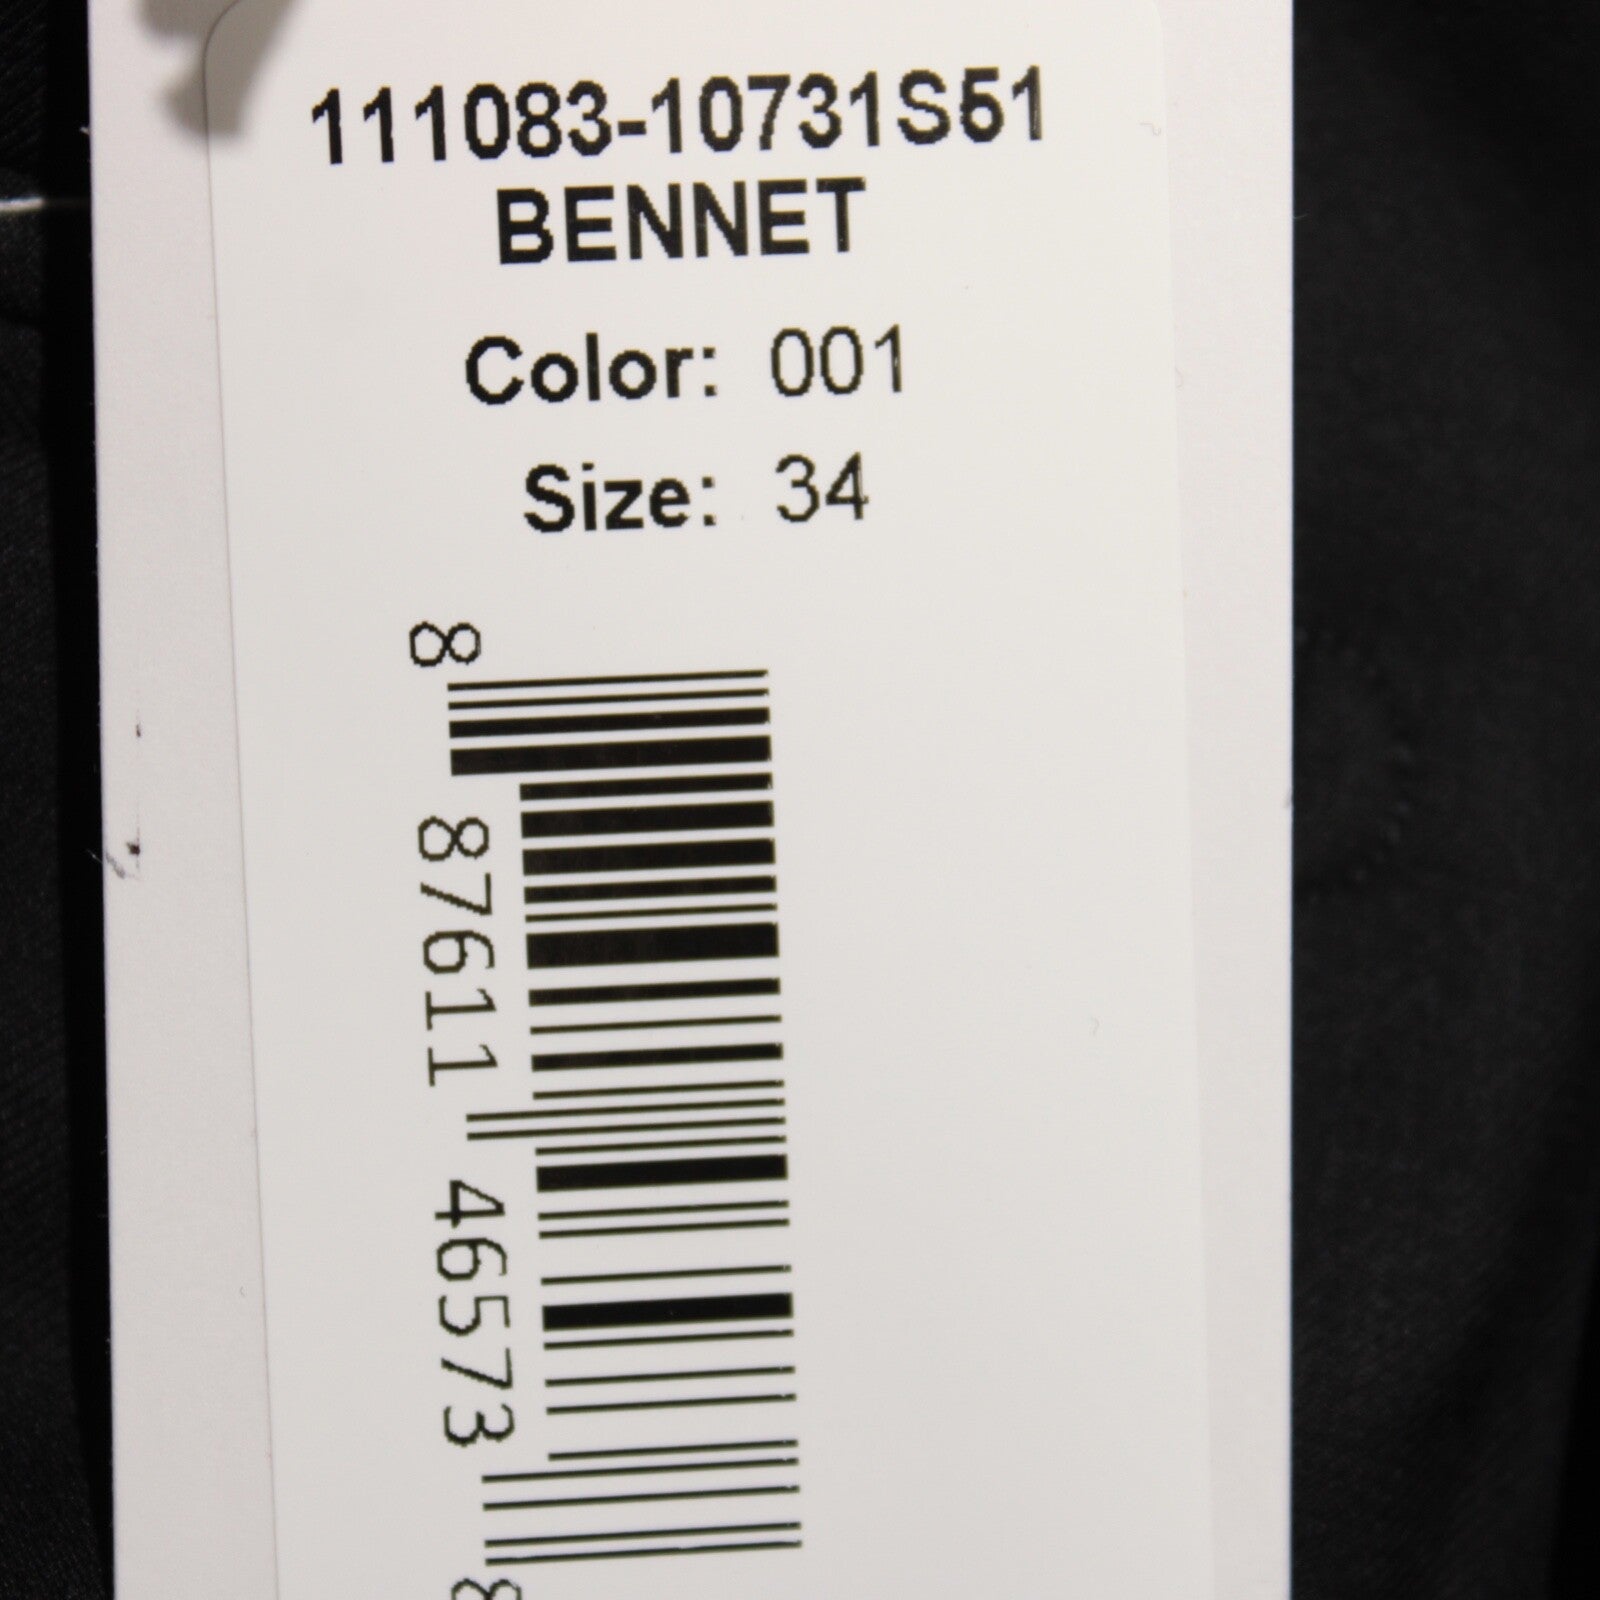 111083-10731S51
BENNET
Color: 001
Size: 34
8 87611 46573 8